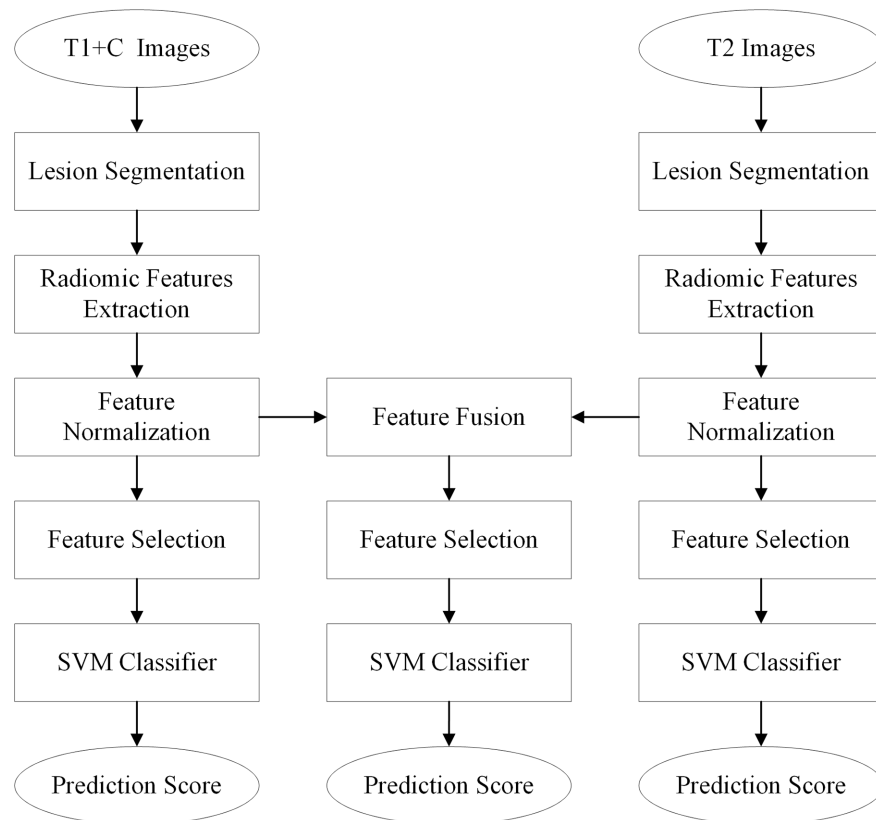 T1+C  Images
T2 Images
Lesion Segmentation
Lesion Segmentation
Radiomic Features
Extraction
Radiomic Features
Extraction
Feature
Normalization
Feature Fusion
Feature
Normalization
Feature Selection
Feature Selection
Feature Selection
SVM Classifier
SVM Classifier
SVM Classifier
Prediction Score
Prediction Score
Prediction Score